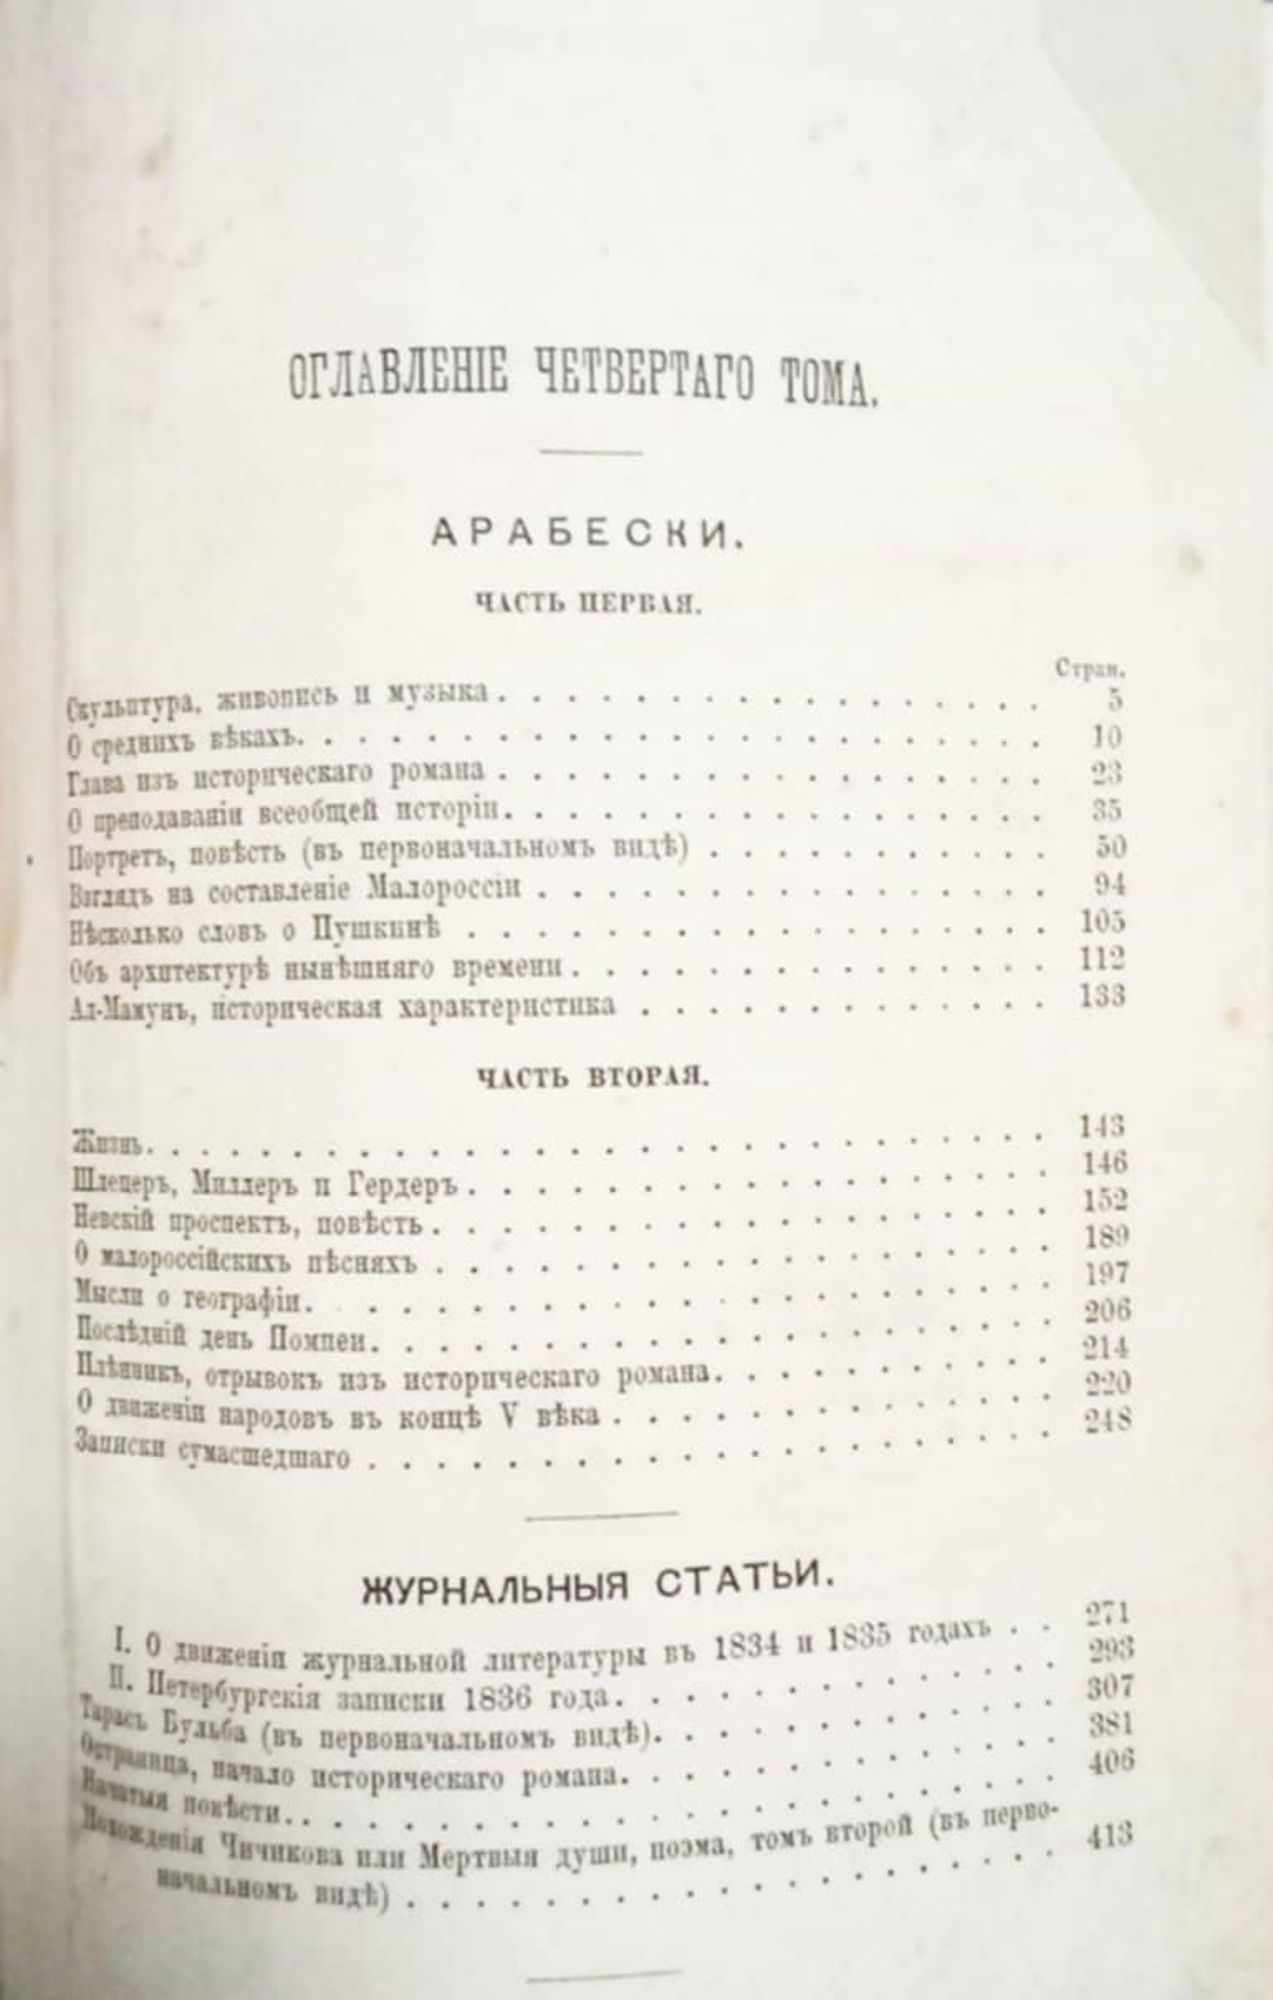 ОГЛАВЛЕНІЕ ЧЕТВЕРТАГО ТОМА.
АРАБЕСКИ.
ЧАСТЬ ПЕРВАЯ.
Стран.
Скульптура, живопись и музыка . . . . . . . . . . . . . . . . 5
О среднихъ вѣкахъ. . . . . . . . . . . . . . . . . . . . . 10
Глава изъ историческаго романа . . . . . . . . . . . . . . . . 23
О преподаваніи всеобщей исторіи. . . . . . . . . . . . . . . . 35
Портретъ, повѣсть (въ первоначальномъ видѣ) . . . . . . . . . . 50
Взглядъ на составленіе Малороссіи . . . . . . . . . . . . . . . 94
Нѣсколько словъ о Пушкинѣ . . . . . . . . . . . . . . . . . 105
Объ архитектурѣ нынѣшняго времени . . . . . . . . . . . . . . 112
Ал-Мамунъ, историческая характеристика . . . . . . . . . . . . 133
ЧАСТЬ ВТОРАЯ.
Жизнь. . . . . . . . . . . . . . . . . . . . . . . . . . 143
Шлецеръ, Миллеръ и Гердеръ . . . . . . . . . . . . . . . . . 146
Невскій проспектъ, повѣсть . . . . . . . . . . . . . . . . . . 152
О малороссійскихъ пѣсняхъ . . . . . . . . . . . . . . . . . . 189
Мысли о географіи. . . . . . . . . . . . . . . . . . . . . 197
Послѣдній день Помпеи. . . . . . . . . . . . . . . . . . . . 206
Плѣнникъ, отрывокъ изъ историческаго романа. . . . . . . . . . 214
О движеніи народовъ въ концѣ V вѣка . . . . . . . . . . . . . 220
Записки сумасшедшаго . . . . . . . . . . . . . . . . . . . . 248
ЖУРНАЛЬНЫЯ СТАТЬИ.
I. О движеніи журнальной литературы въ 1834 и 1835 годахъ . . 271
II. Петербургскія записки 1836 года. . . . . . . . . . . . . . 293
Тарасъ Бульба (въ первоначальномъ видѣ). . . . . . . . . . . . 307
Остраница, начало историческаго романа. . . . . . . . . . . . . 381
Начатыя повѣсти. . . . . . . . . . . . . . . . . . . . . . 406
Похожденія Чичикова или Мертвыя души, поэма, томъ второй (въ перво-
начальномъ видѣ) . . . . . . . . . . . . . . . . . . . 413